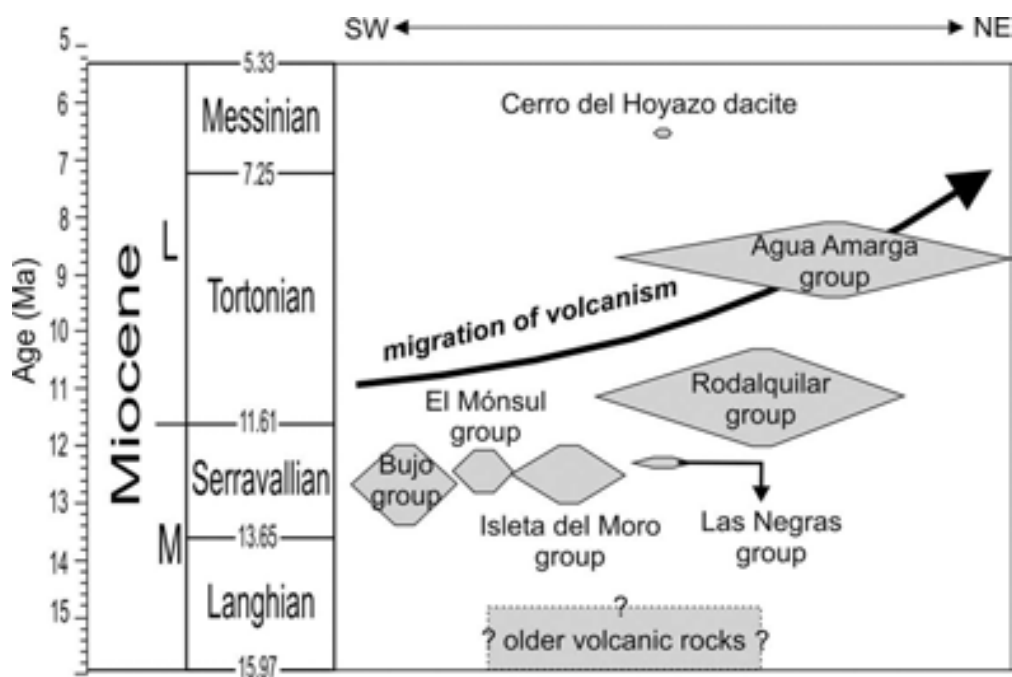 SW NE
5
5.33
Cerro del Hoyazo dacite
6
Messinian
7
7.25
8
L
Agua Amarga
group
9
Tortonian
migration of volcanism
10
Age (Ma)
Miocene
11
Rodalquilar
group
El Mónsul
group
11.61
12
Bujo
group
Serravallian
13
Isleta del Moro
group
Las Negras
group
M
13.65
14
Langhian
15
?
? older volcanic rocks ?
15.97